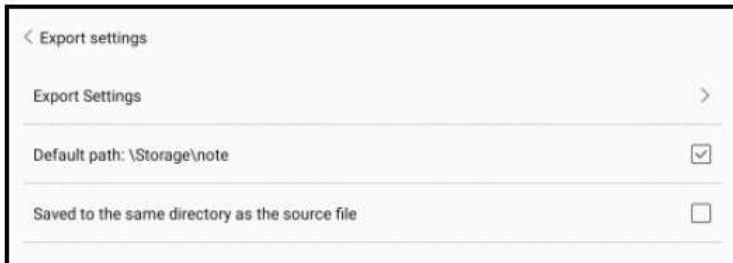 Export settings
Export Settings
Default path: \Storage\note
Saved to the same directory as the source file